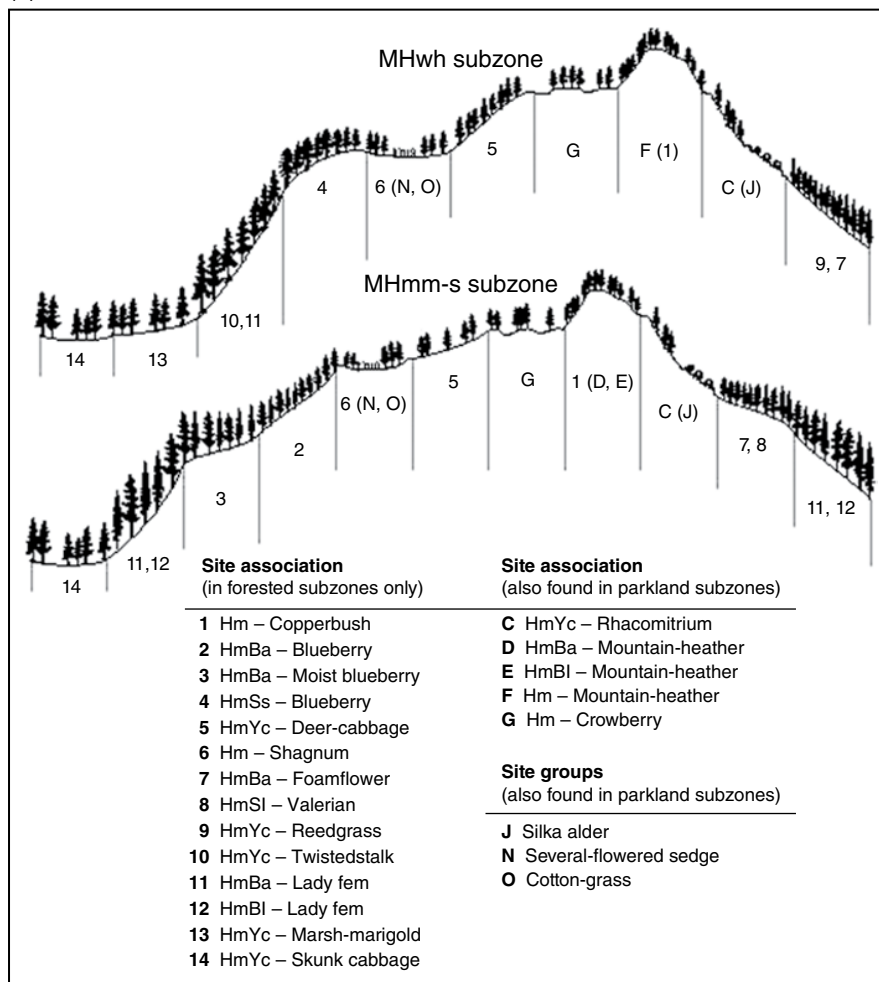 MHwh subzone
4
6 (N, O)
5
G
F (1)
C (J)
9, 7
10,11
14
13
MHmm-s subzone
6 (N, O)
5
G
1 (D, E)
C (J)
2
7, 8
3
11, 12
11,12
14
Site association
(in forested subzones only)
1 Hm – Copperbush
2 HmBa – Blueberry
3 HmBa – Moist blueberry
4 HmSs – Blueberry
5 HmYc – Deer-cabbage
6 Hm – Shagnum
7 HmBa – Foamflower
8 HmSI – Valerian
9 HmYc – Reedgrass
10 HmYc – Twistedstalk
11 HmBa – Lady fem
12 HmBI – Lady fem
13 HmYc – Marsh-marigold
14 HmYc – Skunk cabbage
Site association
(also found in parkland subzones)
C HmYc – Rhacomitrium
D HmBa – Mountain-heather
E HmBI – Mountain-heather
F Hm – Mountain-heather
G Hm – Crowberry
Site groups
(also found in parkland subzones)
J Silka alder
N Several-flowered sedge
O Cotton-grass